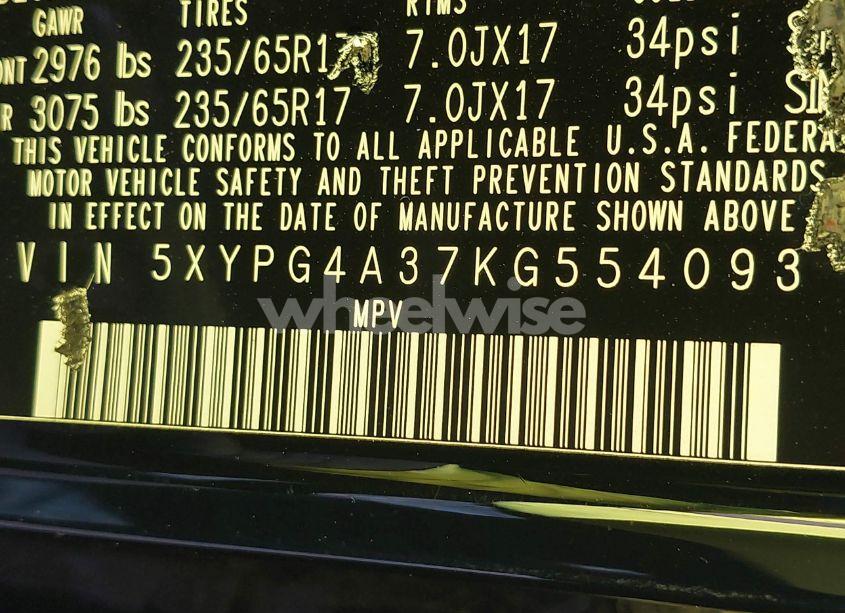 GAWR TIRES RIMS
2976 lbs 235/65R17 7.0JX17 34psi
3075 lbs 235/65R17 7.0JX17 34psi
THIS VEHICLE CONFORMS TO ALL APPLICABLE U.S.A. FEDERA
MOTOR VEHICLE SAFETY AND THEFT PREVENTION STANDARDS
IN EFFECT ON THE DATE OF MANUFACTURE SHOWN ABOVE
VIN 5XYPG4A37KG554093
MPV
wheelwise